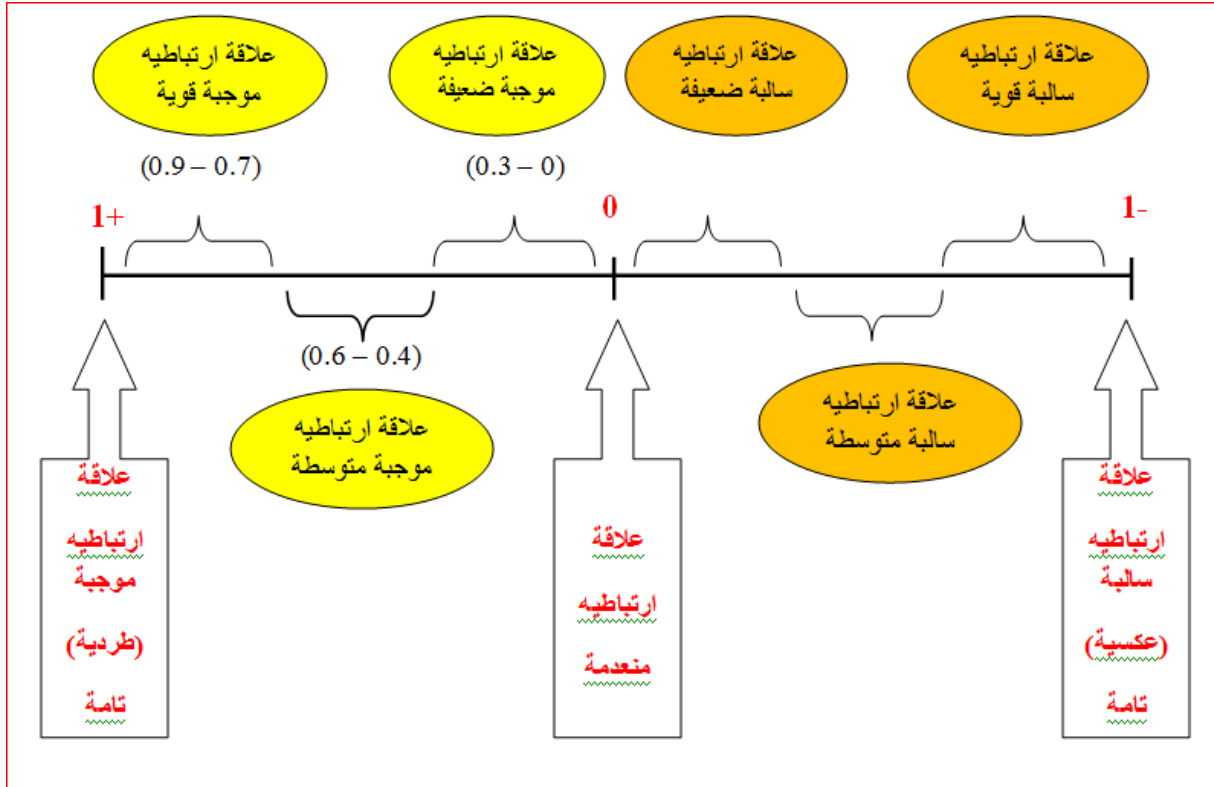 علاقة ارتباطيه
سالبة قوية
علاقة ارتباطيه
سالبة ضعيفة
علاقة ارتباطيه
موجبة ضعيفة
علاقة ارتباطيه
موجبة قوية
(0.3 – 0)
(0.9 – 0.7)
1-
0
1+
(0.6 – 0.4)
علاقة ارتباطيه
سالبة متوسطة
علاقة ارتباطيه
موجبة متوسطة
علاقة
ارتباطيه
سالبة
(عكسية)
تامة
علاقة
ارتباطيه
منعدمة
علاقة
ارتباطيه
موجبة
(طردية)
تامة